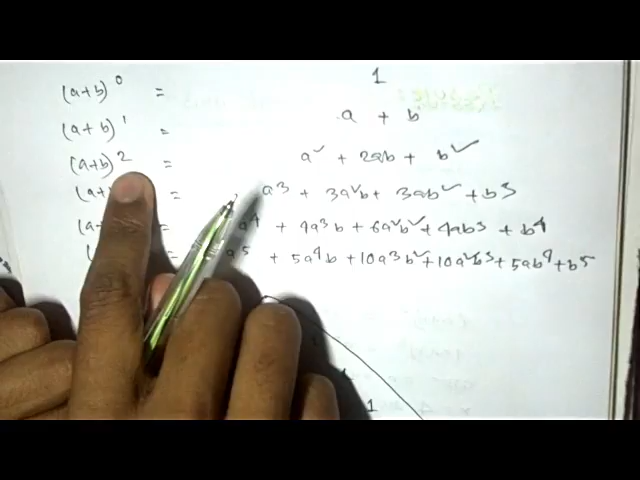 (a+b)⁰ = 1
(a+b)¹ = a + b
(a+b)² = a² + 2ab + b²
(a+ = a³ + 3a²b + 3ab² + b³
(a = a⁴ + 4a³b + 6a²b² + 4ab³ + b⁴
= a⁵ + 5a⁴b + 10a³b² + 10a²b³ + 5ab⁴ + b⁵
1